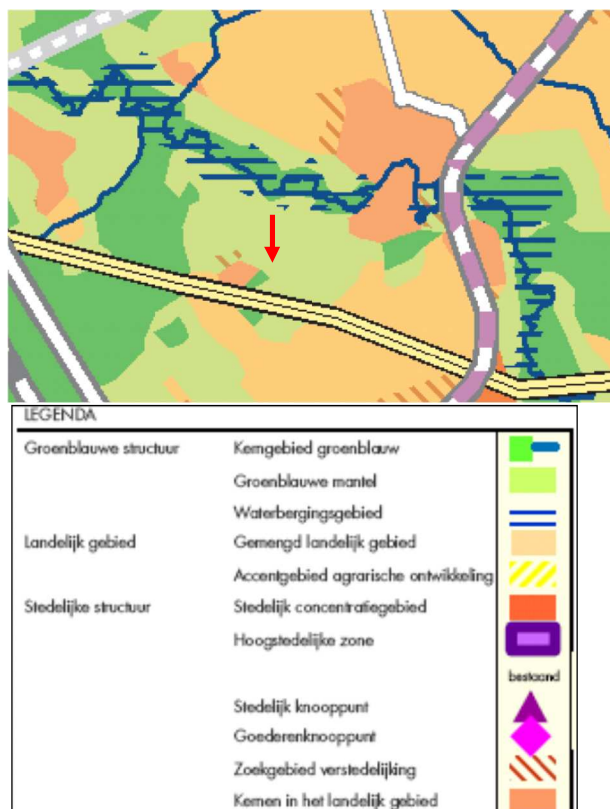 LEGENDA
Groenblauwe structuur Kerngebied groenblauw
Groenblauwe mantel
Waterbergingsgebied
Landelijk gebied Gemengd landelijk gebied
Accentgebied agrarische ontwikkeling
Stedelijke structuur Stedelijk concentratiegebied
Hoogstedelijke zone
bestaand
Stedelijk knooppunt
Goederenknooppunt
Zoekgebied verstedelijking
Kernen in het landelijk gebied